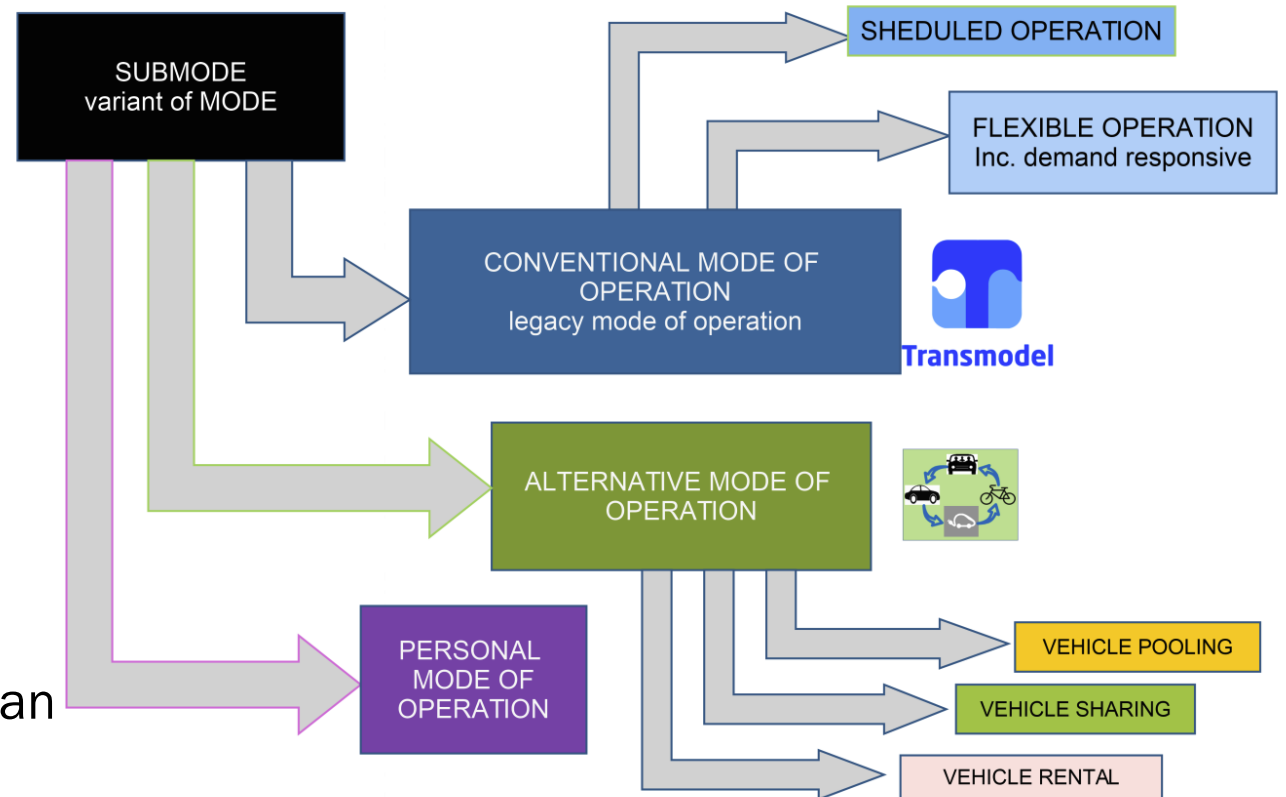 SUBMODE
variant of MODE
SHEDULED OPERATION
FLEXIBLE OPERATION
Inc. demand responsive
CONVENTIONAL MODE OF
OPERATION
legacy mode of operation
Transmodel
ALTERNATIVE MODE OF
OPERATION
PERSONAL
MODE OF
OPERATION
an
VEHICLE POOLING
VEHICLE SHARING
VEHICLE RENTAL